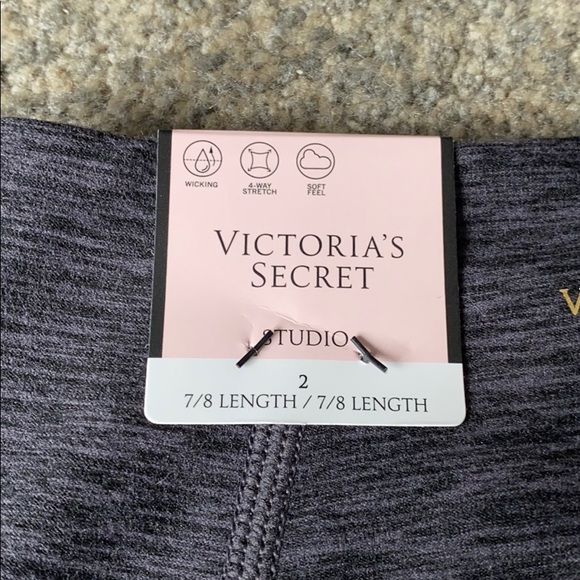 WICKING
4-WAY
STRETCH
SOFT
FEEL
VICTORIA'S
SECRET
STUDIO
2
7/8 LENGTH / 7/8 LENGTH
V